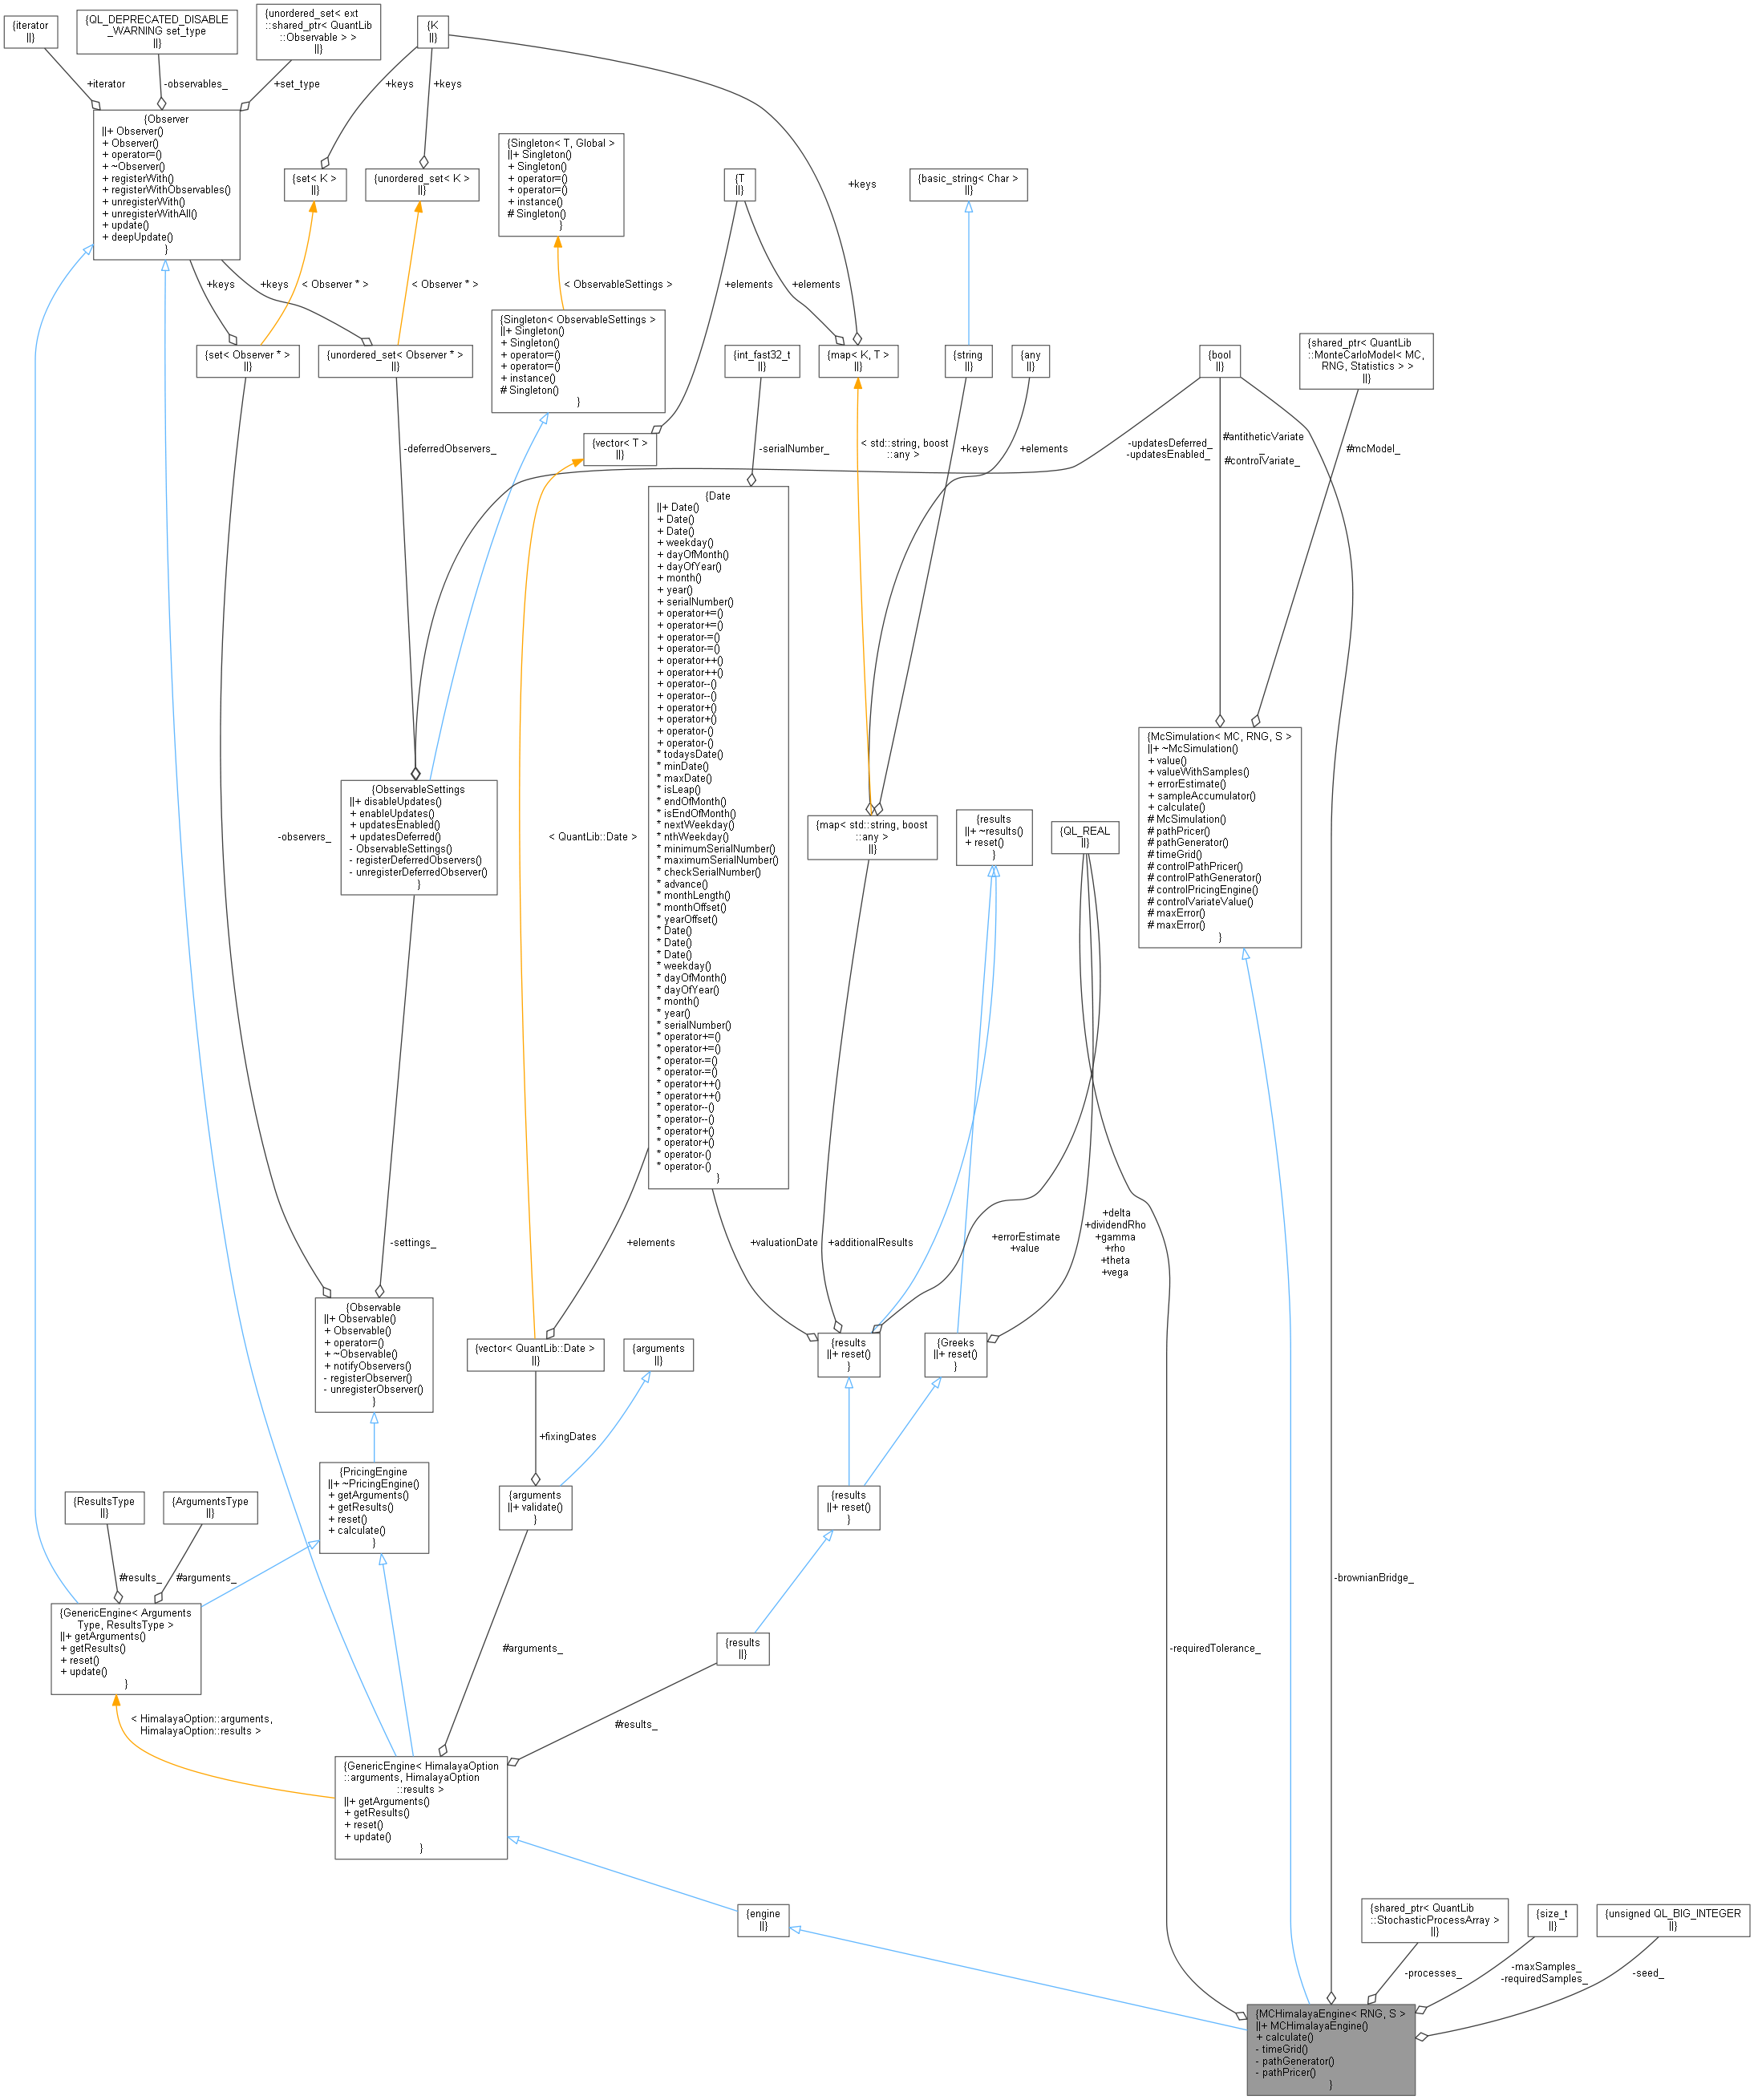 {iterator
||}
{QL_DEPRECATED_DISABLE
_WARNING set_type
||}
{unordered_set< ext
::shared_ptr< QuantLib
::Observable > >
||}
{K
||}
+iterator
-observables_
+set_type
+keys
+keys
{Observer
||+ Observer()
+ Observer()
+ operator=()
+ ~Observer()
+ registerWith()
+ registerWithObservables()
+ unregisterWith()
+ unregisterWithAll()
+ update()
+ deepUpdate()
}
{set< K >
||}
{unordered_set< K >
||}
{Singleton< T, Global >
||+ Singleton()
+ Singleton()
+ operator=()
+ operator=()
+ instance()
# Singleton()
}
{T
||}
+keys
{basic_string< Char >
||}
+keys
+keys
< Observer * >
< Observer * >
< ObservableSettings >
+elements
+elements
{set< Observer * >
||}
{unordered_set< Observer * >
||}
{Singleton< ObservableSettings >
||+ Singleton()
+ Singleton()
+ operator=()
+ operator=()
+ instance()
# Singleton()
}
{int_fast32_t
||}
{map< K, T >
||}
{string
||}
{any
||}
{bool
||}
{shared_ptr< QuantLib
::MonteCarloModel< MC,
RNG, Statistics > >
||}
{vector< T >
||}
-deferredObservers_
-serialNumber_
< std::string, boost
::any >
+keys
+elements
-updatesDeferred_
-updatesEnabled_
#antitheticVariate
_
#controlVariate_
#mcModel_
{Date
||+ Date()
+ Date()
+ Date()
+ weekday()
+ dayOfMonth()
+ dayOfYear()
+ month()
+ year()
+ serialNumber()
+ operator+=()
+ operator+=()
+ operator-=()
+ operator-=()
+ operator++()
+ operator++()
+ operator--()
+ operator--()
+ operator+()
+ operator+()
+ operator-()
+ operator-()
* todaysDate()
* minDate()
* maxDate()
* isLeap()
* endOfMonth()
* isEndOfMonth()
* nextWeekday()
* nthWeekday()
* minimumSerialNumber()
* maximumSerialNumber()
* checkSerialNumber()
* advance()
* monthLength()
* monthOffset()
* yearOffset()
* Date()
* Date()
* Date()
* weekday()
* dayOfMonth()
* dayOfYear()
* month()
* year()
* serialNumber()
* operator+=()
* operator+=()
* operator-=()
* operator-=()
* operator++()
* operator++()
* operator--()
* operator--()
* operator+()
* operator+()
* operator-()
* operator-()
}
{McSimulation< MC, RNG, S >
||+ ~McSimulation()
+ value()
+ valueWithSamples()
+ errorEstimate()
+ sampleAccumulator()
+ calculate()
# McSimulation()
# pathPricer()
# pathGenerator()
# timeGrid()
# controlPathPricer()
# controlPathGenerator()
# controlPricingEngine()
# controlVariateValue()
# maxError()
# maxError()
}
{ObservableSettings
||+ disableUpdates()
+ enableUpdates()
+ updatesEnabled()
+ updatesDeferred()
- ObservableSettings()
- registerDeferredObservers()
- unregisterDeferredObserver()
}
{map< std::string, boost
::any >
||}
{results
||+ ~results()
+ reset()
}
{QL_REAL
||}
-observers_
< QuantLib::Date >
-settings_
+elements
+valuationDate
+additionalResults
+errorEstimate
+value
+delta
+dividendRho
+gamma
+rho
+theta
+vega
{Observable
||+ Observable()
+ Observable()
+ operator=()
+ ~Observable()
+ notifyObservers()
- registerObserver()
- unregisterObserver()
}
{vector< QuantLib::Date >
||}
{arguments
||}
{results
||+ reset()
}
{Greeks
||+ reset()
}
+fixingDates
{PricingEngine
||+ ~PricingEngine()
+ getArguments()
+ getResults()
+ reset()
+ calculate()
}
{ResultsType
||}
{ArgumentsType
||}
{arguments
||+ validate()
}
{results
||+ reset()
}
#results_
#arguments_
-brownianBridge_
{GenericEngine< Arguments
Type, ResultsType >
||+ getArguments()
+ getResults()
+ reset()
+ update()
}
#arguments_
{results
||}
-requiredTolerance_
< HimalayaOption::arguments,
HimalayaOption::results >
#results_
{GenericEngine< HimalayaOption
::arguments, HimalayaOption
::results >
||+ getArguments()
+ getResults()
+ reset()
+ update()
}
{engine
||}
{shared_ptr< QuantLib
::StochasticProcessArray >
||}
{size_t
||}
{unsigned QL_BIG_INTEGER
||}
-processes_
-maxSamples_
-requiredSamples_
-seed_
{MCHimalayaEngine< RNG, S >
||+ MCHimalayaEngine()
+ calculate()
- timeGrid()
- pathGenerator()
- pathPricer()
}